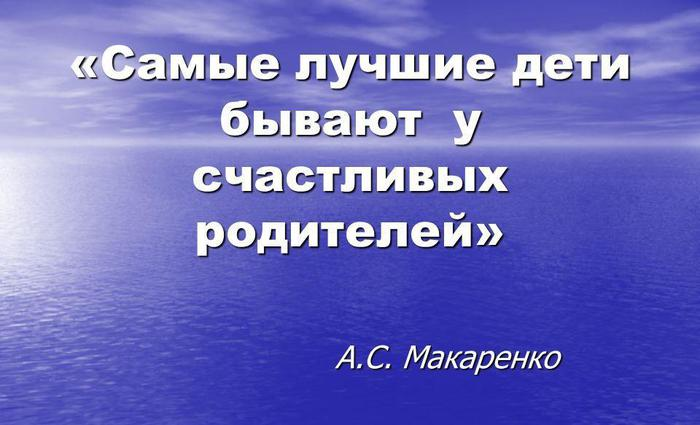 «Самые лучшие дети
бывают у
счастливых
родителей»
А.С. Макаренко